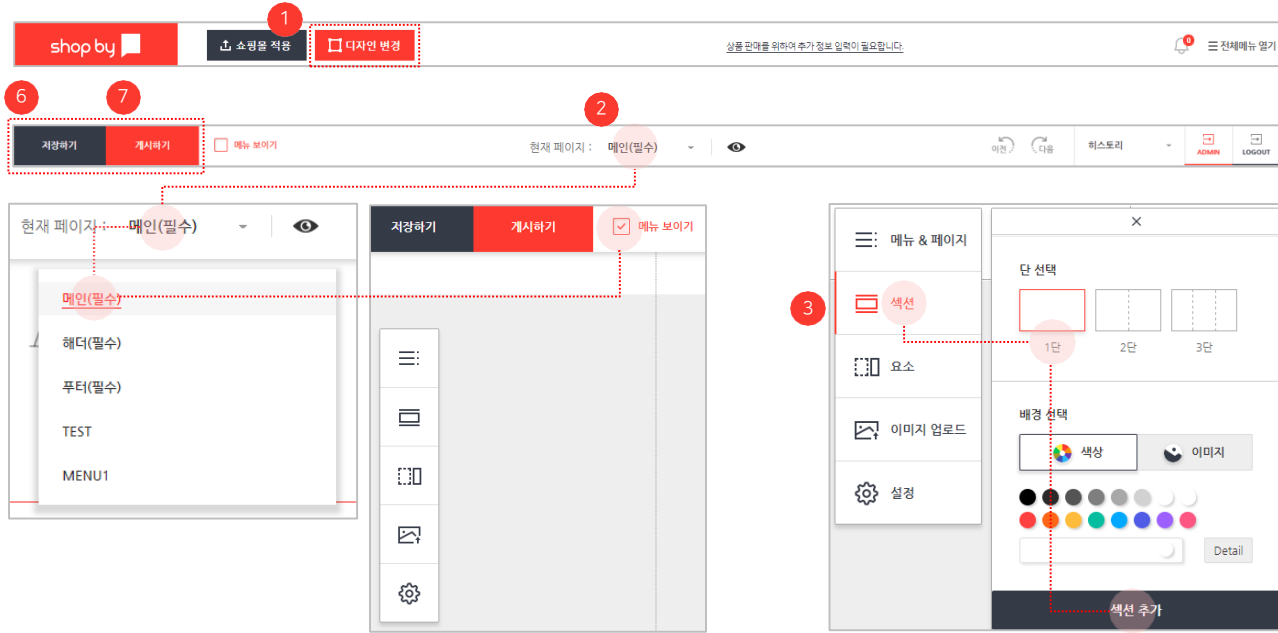 1
shop by
쇼핑몰 적용
디자인 변경
상품 판매를 위하여 추가 정보 입력이 필요합니다.
0
전체메뉴 열기
6
7
2
저장하기
게시하기
메뉴 보이기
현재 페이지 :
메인(필수)
이전
다음
히스토리
ADMIN
LOGOUT
현재 페이지 :
메인(필수)
메인(필수)
해더(필수)
푸터(필수)
TEST
MENU1
저장하기
게시하기
메뉴 보이기
3
메뉴 & 페이지
섹션
요소
이미지 업로드
설정
단 선택
1단
2단
3단
배경 선택
색상
이미지
Detail
섹션 추가